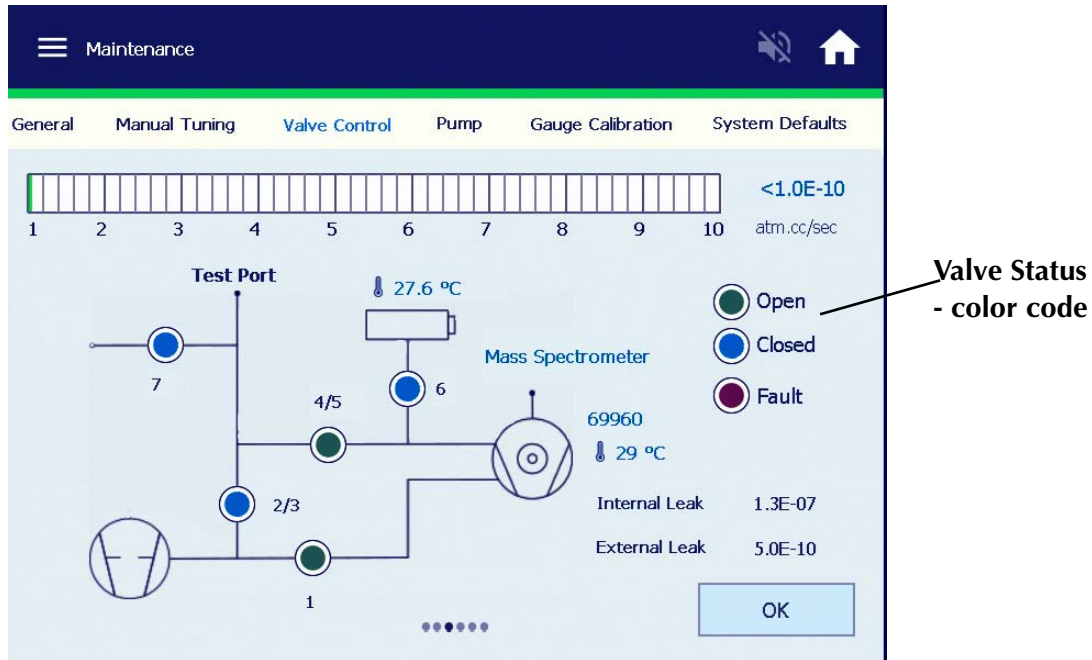 Maintenance
General Manual Tuning Valve Control Pump Gauge Calibration System Defaults
<1.0E-10
1 2 3 4 5 6 7 8 9 10 atm.cc/sec
Test Port
27.6 ºC
Open
Closed
Fault
Valve Status
- color code
7
4/5
6
Mass Spectrometer
69960
29 ºC
2/3
Internal Leak 1.3E-07
External Leak 5.0E-10
1
OK